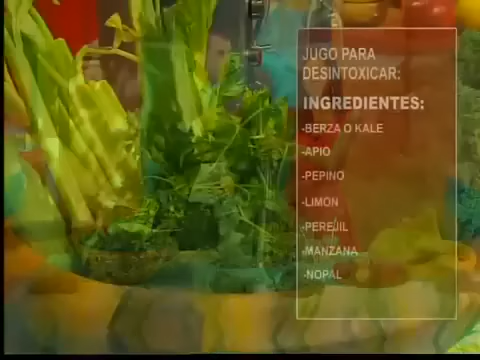 JUGO PARA
DESINTOXICAR:
INGREDIENTES:
-BERZA O KALE
-APIO
-PEPINO
-LIMON
-PEREJIL
-MANZANA
-NOPAL